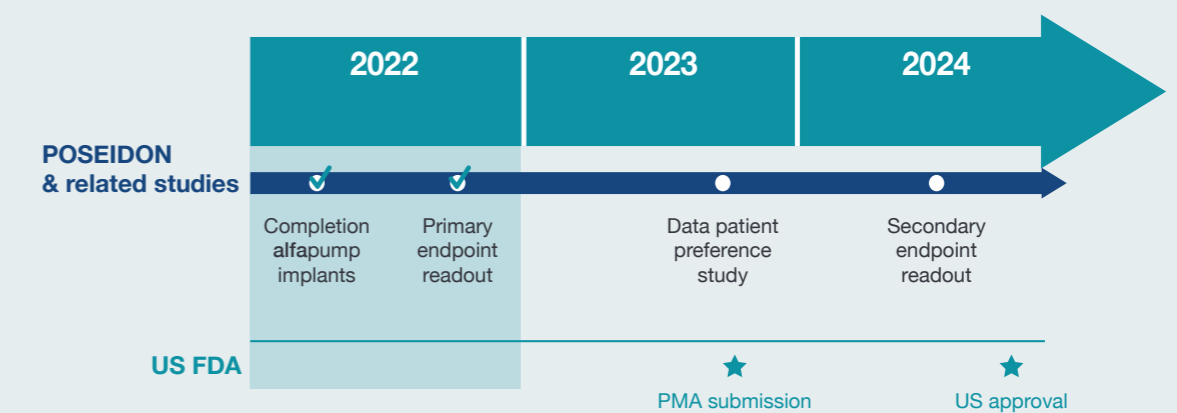 2022
2023
2024
POSEIDON
& related studies
Completion
alfapump
implants
Primary
endpoint
readout
Data patient
preference
study
Secondary
endpoint
readout
US FDA
PMA submission
US approval